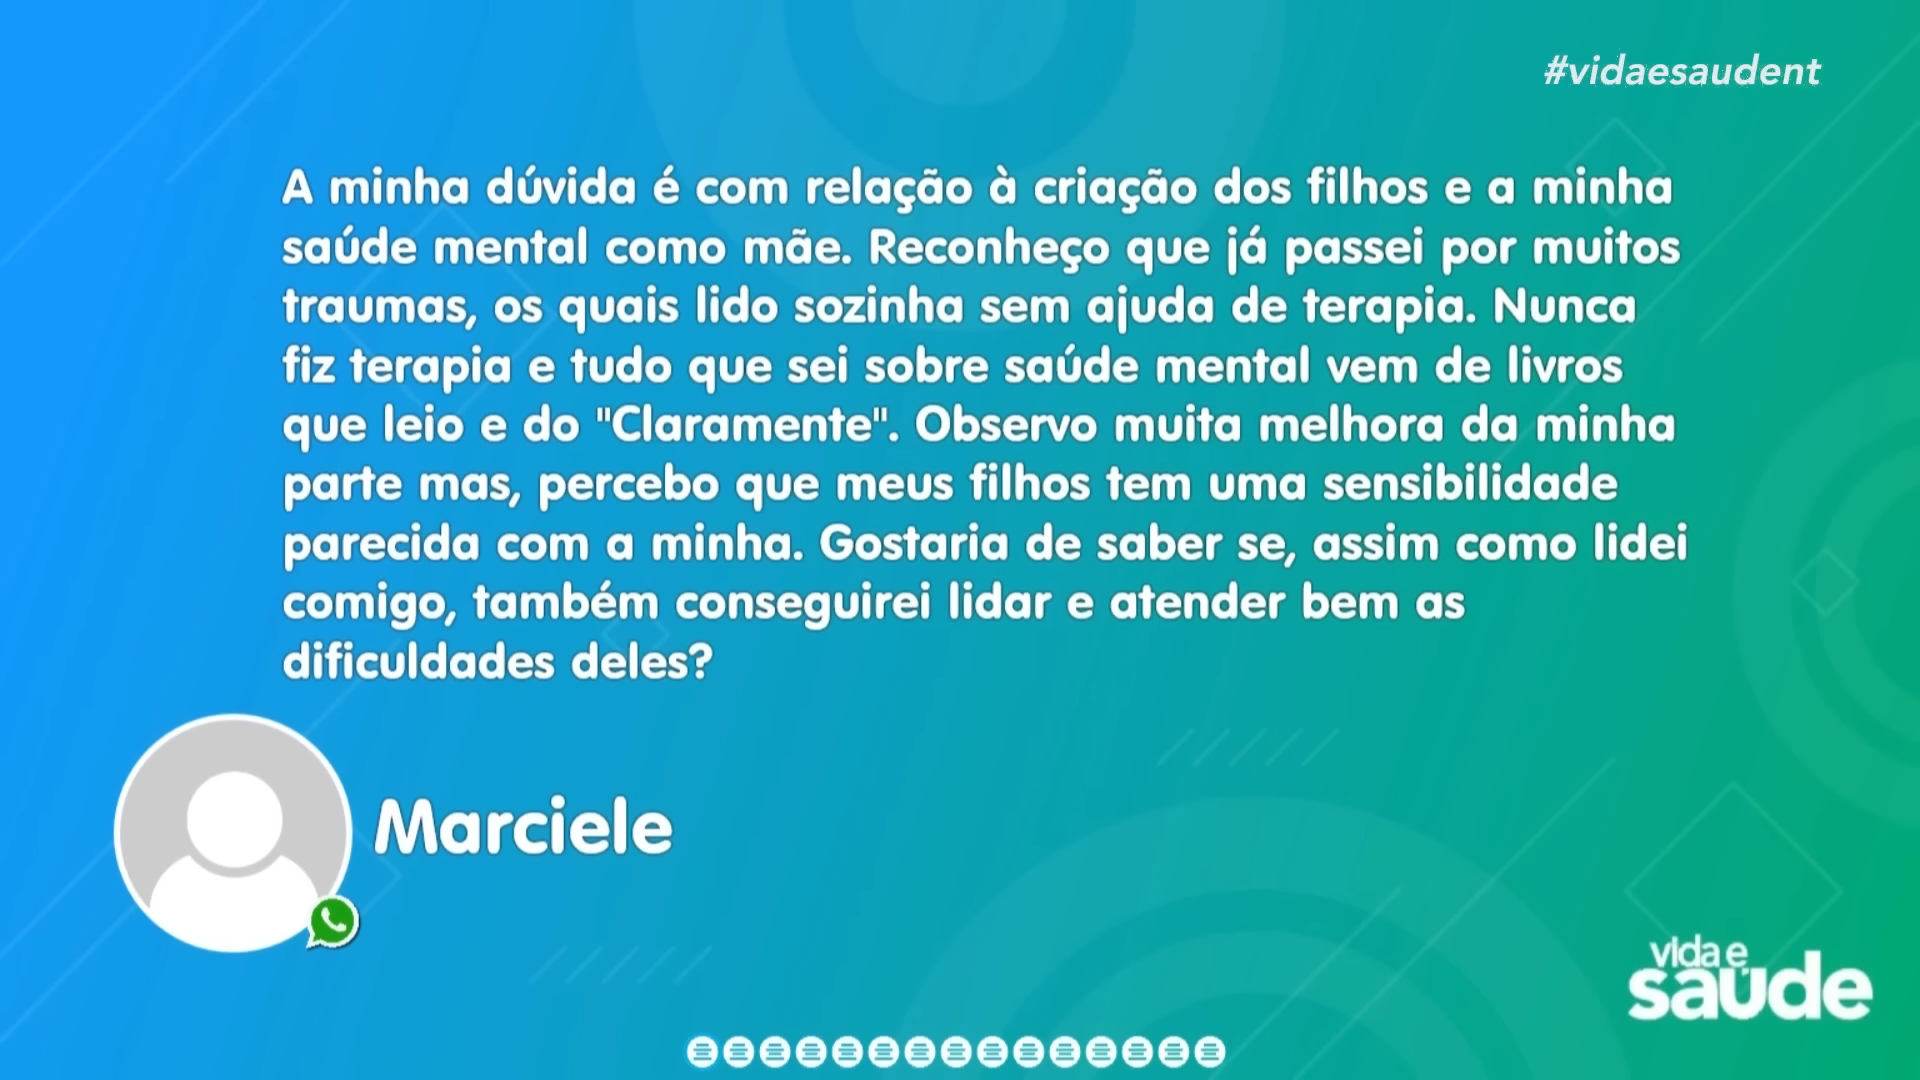 #vidaesaudent
A minha dúvida é com relação à criação dos filhos e a minha
saúde mental como mãe. Reconheço que já passei por muitos
traumas, os quais lido sozinha sem ajuda de terapia. Nunca
fiz terapia e tudo que sei sobre saúde mental vem de livros
que leio e do "Claramente". Observo muita melhora da minha
parte mas, percebo que meus filhos tem uma sensibilidade
parecida com a minha. Gostaria de saber se, assim como lidei
comigo, também conseguirei lidar e atender bem as
dificuldades deles?
Marciele
vida e
saúde